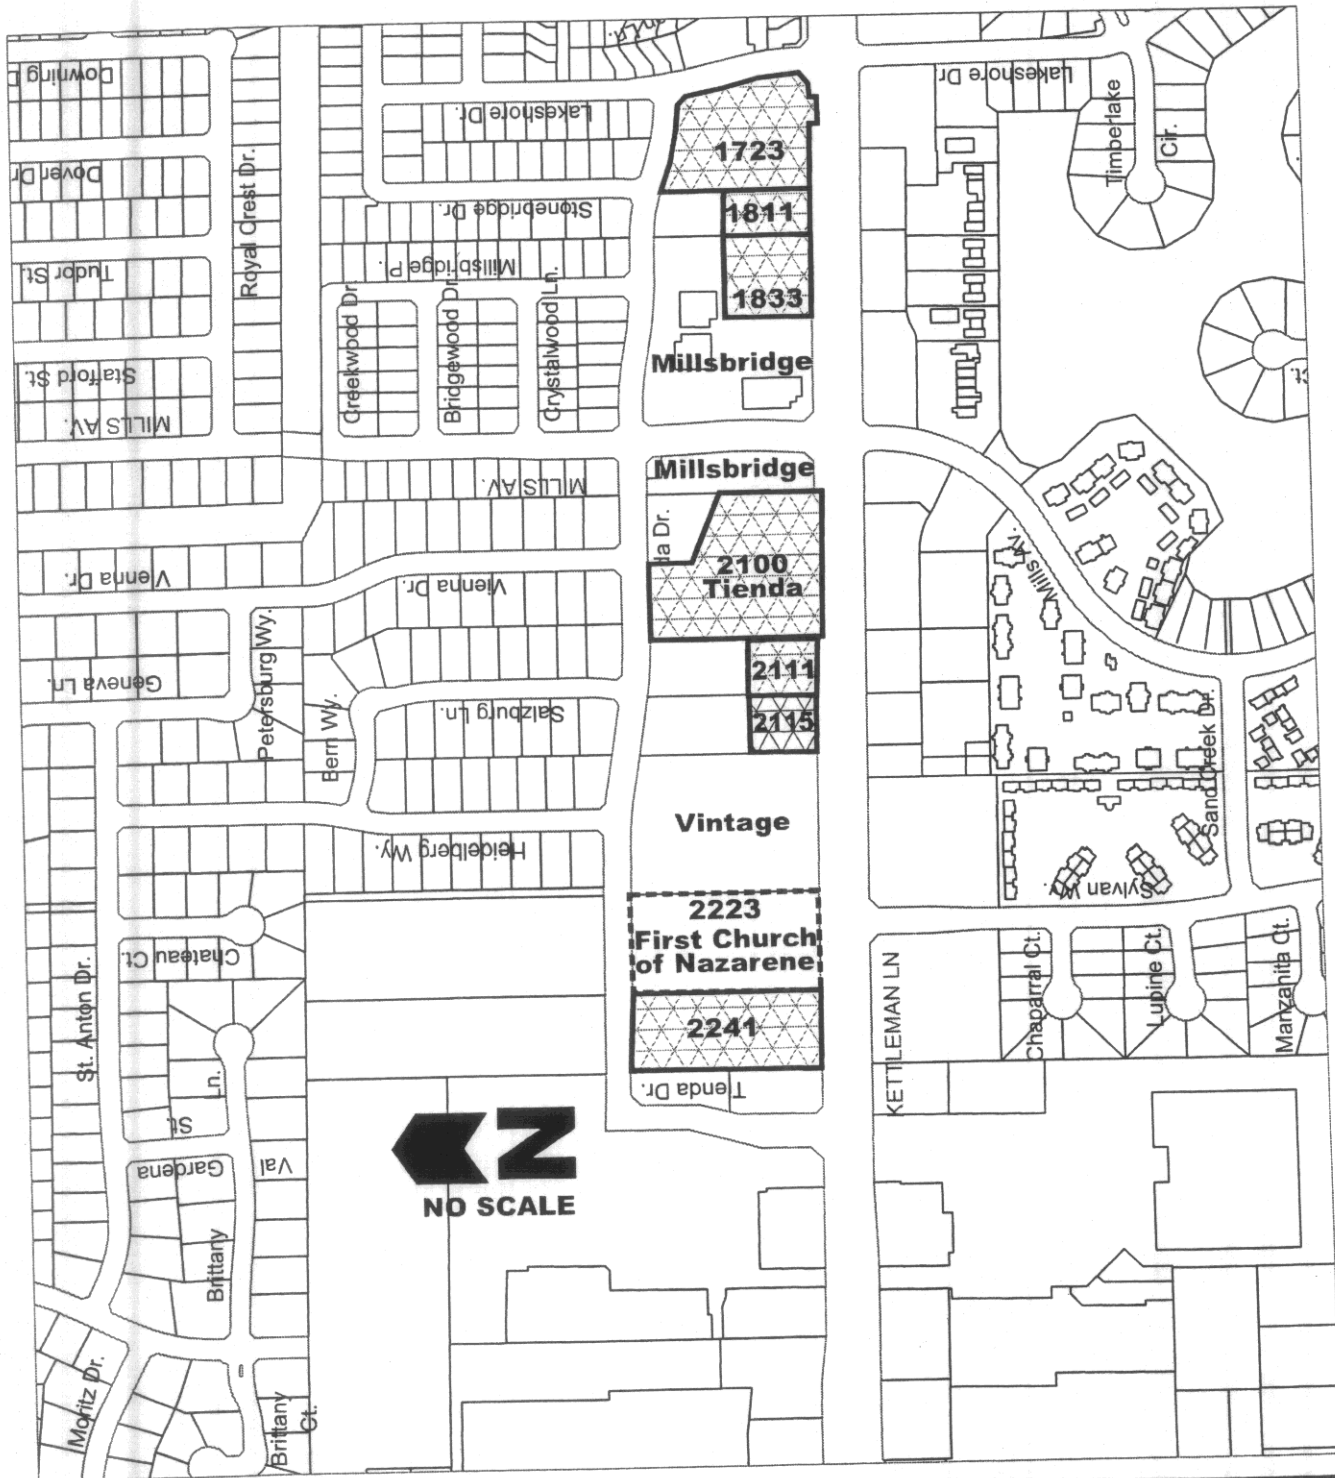 Downing D
Lakeshore Dr.
Lakeshore Dr.
Timberlake
Cir.
1723
Dover Dr
Royal Crest Dr.
Stonebridge Dr.
1811
Tudor St.
Millsbridge P.
1833
Creekwood Dr.
Bridgewood Dr.
Crystalwood Ln.
Millsbridge
Stafford St.
Ct.
MILLS AV.
Millsbridge
MILLS AV.
da Dr.
2100
Tienda
Mills Av.
Vienna Dr.
Vienna Dr.
Petersburg Wy.
2111
Geneva Ln.
Bern Wy.
Salzburg Ln.
2115
Sand Creek Dr.
Vintage
Heidelberg Wy.
Sylvan Wy.
2223
First Church
of Nazarene
Chateau Ct.
St. Anton Dr.
KETTLEMAN LN
Chaparral Ct.
Lupine Ct.
Manzanita Ct.
2241
Tienda Dr.
Ln.
St.
Gardena
Val
N
NO SCALE
Brittany
Moritz Dr.
Brittany
Ct.